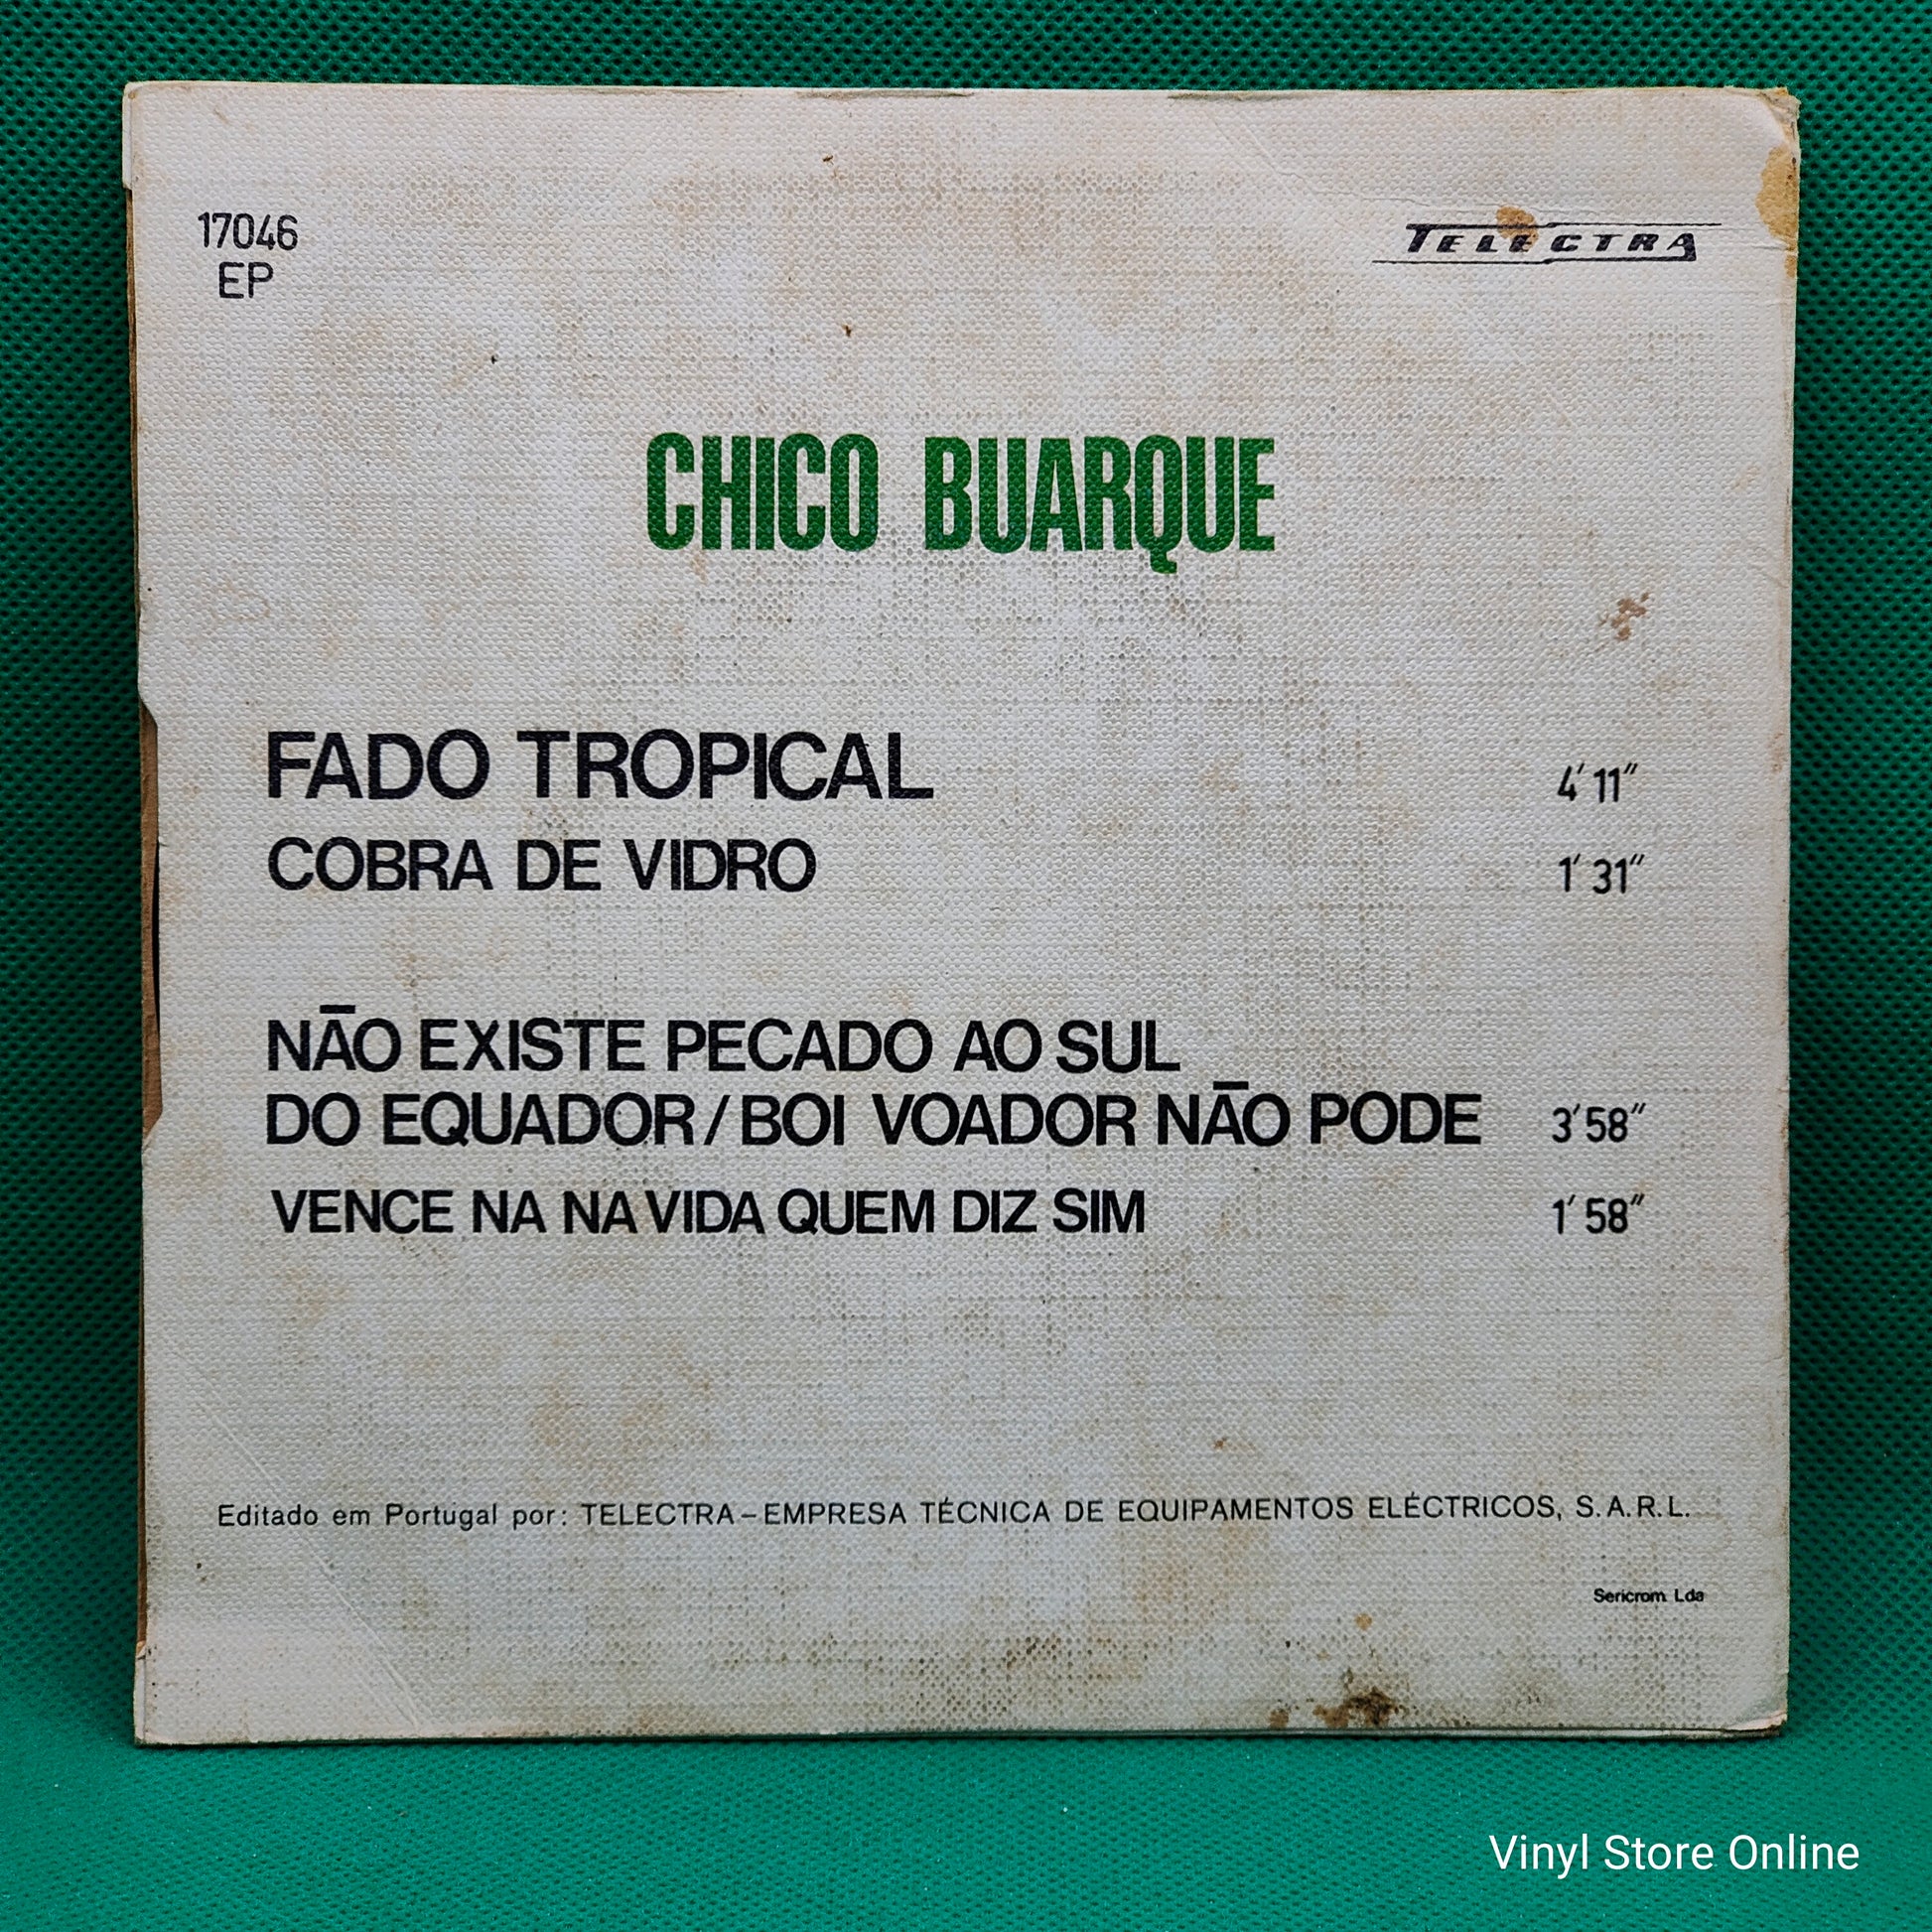 17046
EP
TELECTRA
CHICO BUARQUE
FADO TROPICAL 4' 11"
COBRA DE VIDRO 1' 31"
NÃO EXISTE PECADO AO SUL
DO EQUADOR/BOI VOADOR NÃO PODE 3'58"
VENCE NA NA VIDA QUEM DIZ SIM 1' 58"
Editado em Portugal por: TELECTRA – EMPRESA TÉCNICA DE EQUIPAMENTOS ELÉCTRICOS, S.A.R.L.
Sericrom Lda
Vinyl Store Online